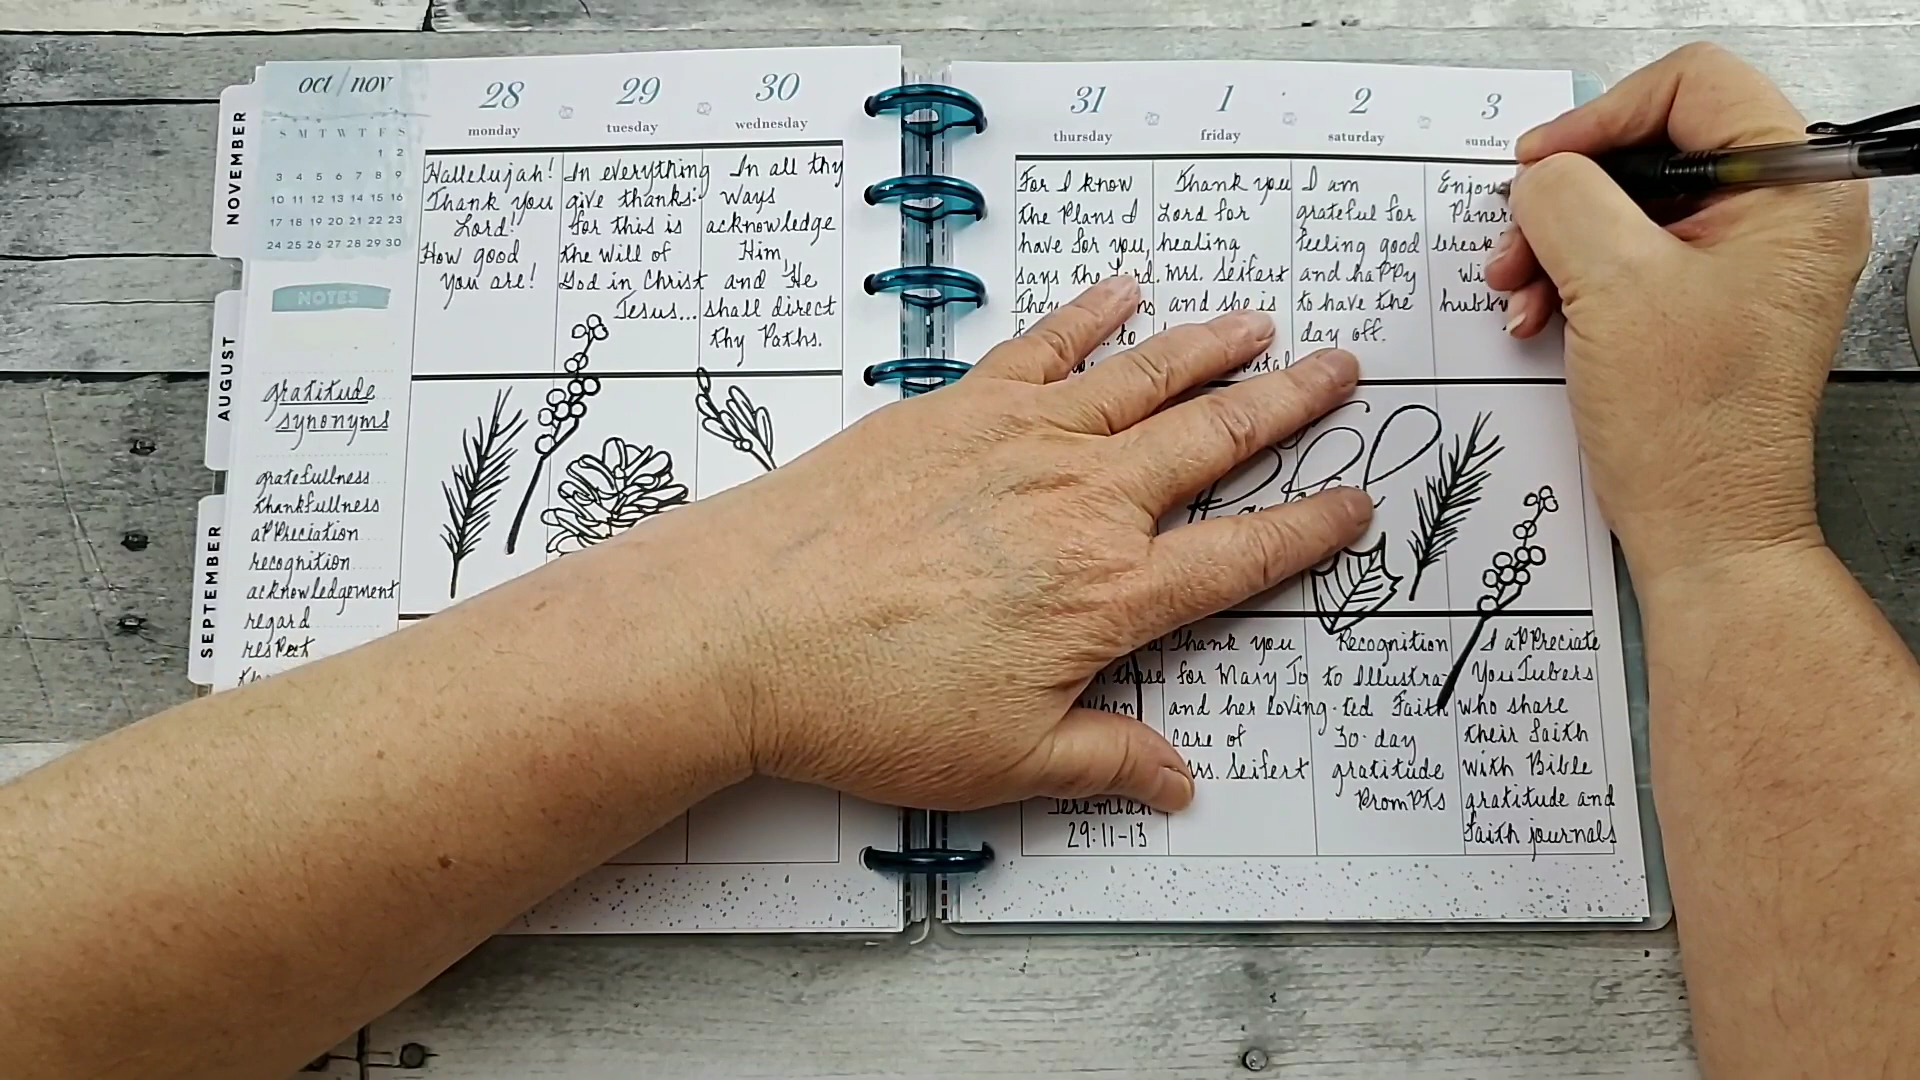 NOVEMBER
AUGUST
SEPTEMBER
oct / nov
S M T W T F S
1 2
3 4 5 6 7 8 9
10 11 12 13 14 15 16
17 18 19 20 21 22 23
24 25 26 27 28 29 30
NOTES
gratitude
synonyms
gratefullness
thankfullness
appreciation
recognition
acknowledgement
regard
respect
28
monday
Hallelujah!
Thank you
Lord!
How good
you are!
29
tuesday
In everything
give thanks:
for this is
the will of
God in Christ
Jesus...
30
wednesday
In all thy
ways
acknowledge
Him,
and He
shall direct
thy Paths.
31
thursday
For I know
the Plans I
have for you,
says the Lord.
to
When
Jeremiah
29:11-13
1
friday
Thank you
Lord for
healing
Mrs. Seifert
and she is
Thank you
for Mary Jo
and her loving
care of
Mrs. Seifert
2
saturday
I am
grateful for
feeling good
and happy
to have the
day off.
Recognition
to Illustra-
ted Faith
30-day
gratitude
Prompts
3
sunday
hubby
I appreciate
YouTubers
who share
their faith
with Bible
gratitude and
faith journals